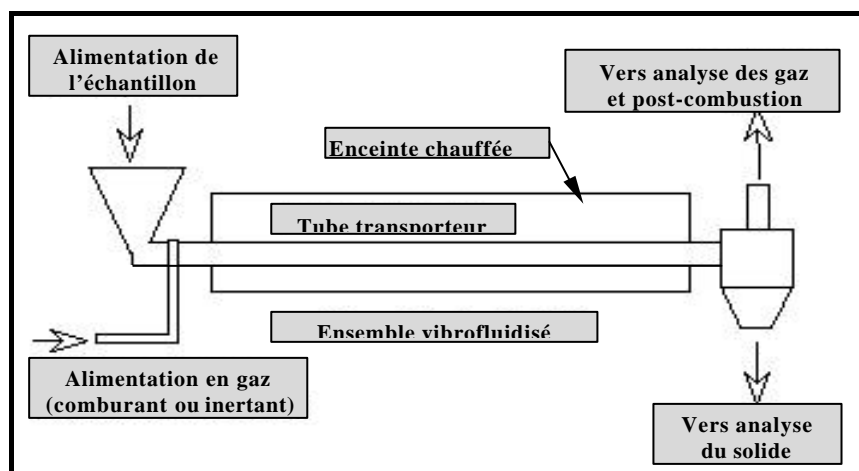 Alimentation de
l'échantillon
Vers analyse des gaz
et post-combustion
Enceinte chauffée
Tube transporteur
Ensemble vibrofluidisé
Alimentation en gaz
(comburant ou inertant)
Vers analyse
du solide